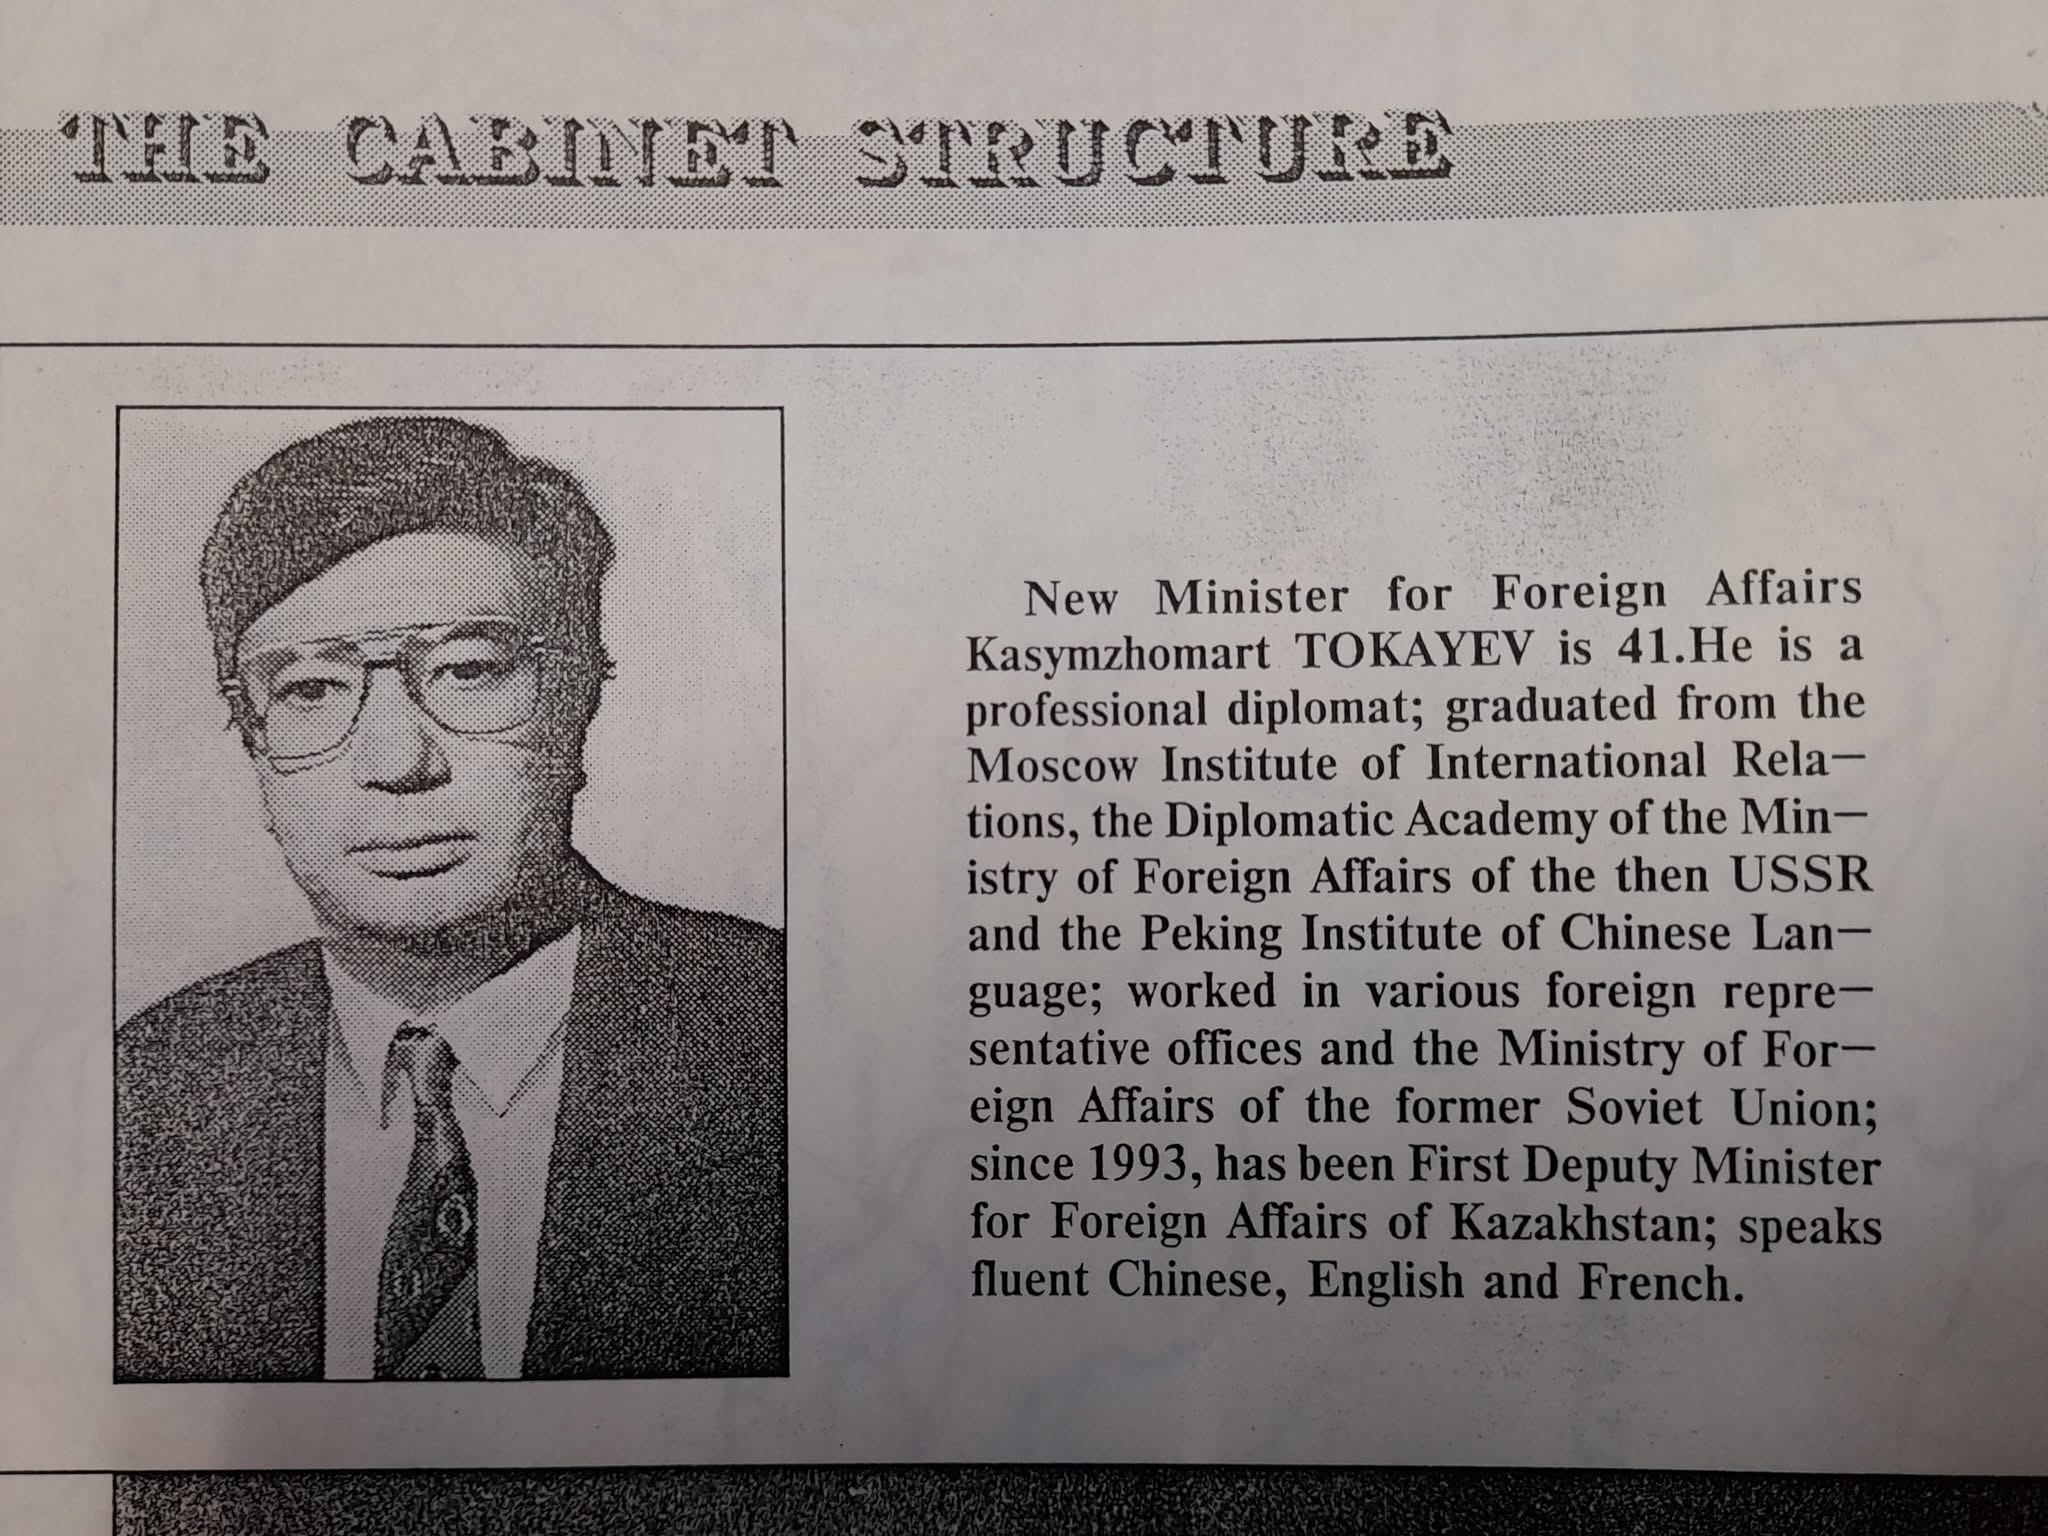 THE CABINET STRUCTURE
New Minister for Foreign Affairs
Kasymzhomart TOKAYEV is 41.He is a
professional diplomat; graduated from the
Moscow Institute of International Rela—
tions, the Diplomatic Academy of the Min—
istry of Foreign Affairs of the then USSR
and the Peking Institute of Chinese Lan—
guage; worked in various foreign repre—
sentative offices and the Ministry of For—
eign Affairs of the former Soviet Union;
since 1993, has been First Deputy Minister
for Foreign Affairs of Kazakhstan; speaks
fluent Chinese, English and French.